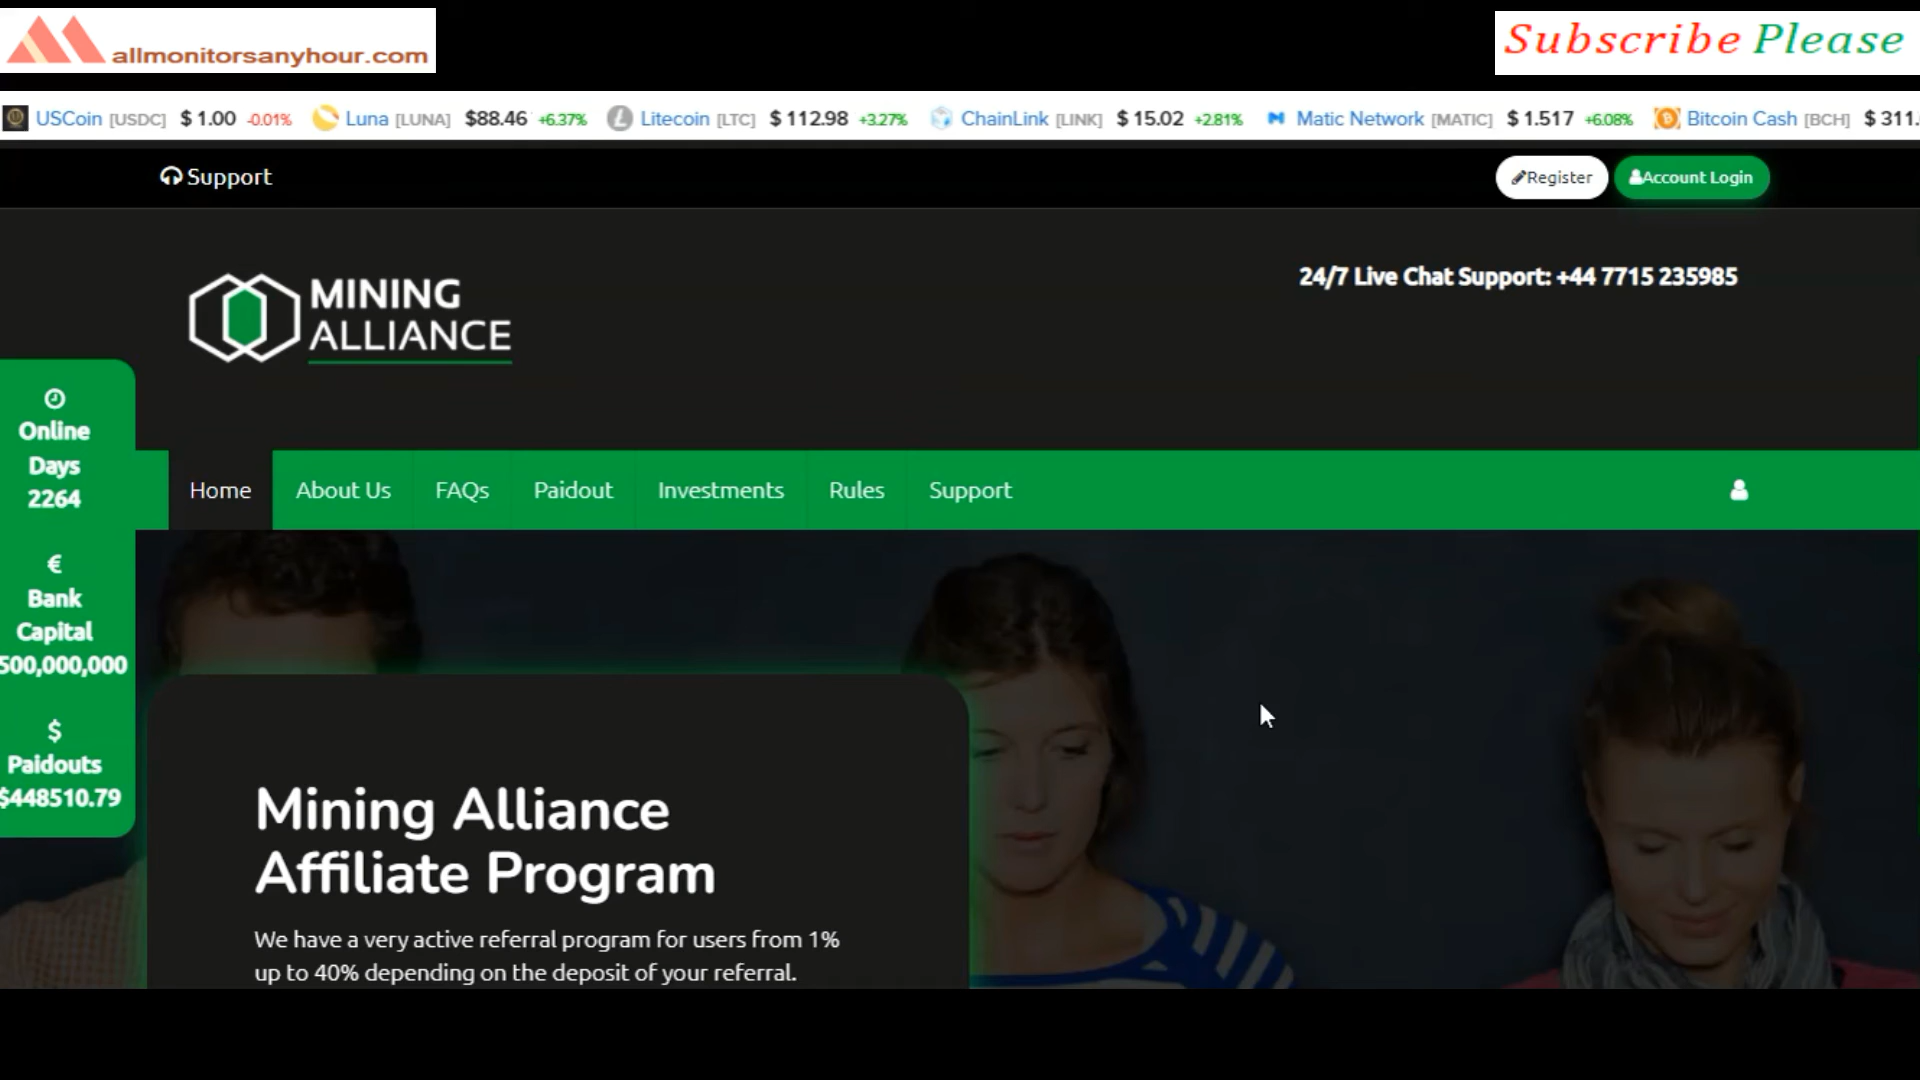 allmonitorsanyhour.com
Subscribe Please
USCoin [USDC] $ 1.00 -0.01% Luna [LUNA] $88.46 +6.37% Litecoin [LTC] $ 112.98 +3.27% ChainLink [LINK] $ 15.02 +2.81% Matic Network [MATIC] $ 1.517 +6.08% Bitcoin Cash [BCH] $ 311.
Support
Register
Account Login
24/7 Live Chat Support: +44 7715 235985
MINING
ALLIANCE
Online
Days
2264
Home About Us FAQs Paidout Investments Rules Support
€
Bank
Capital
500,000,000
$
Paidouts
$448510.79
Mining Alliance
Affiliate Program
We have a very active referral program for users from 1%
up to 40% depending on the deposit of your referral.